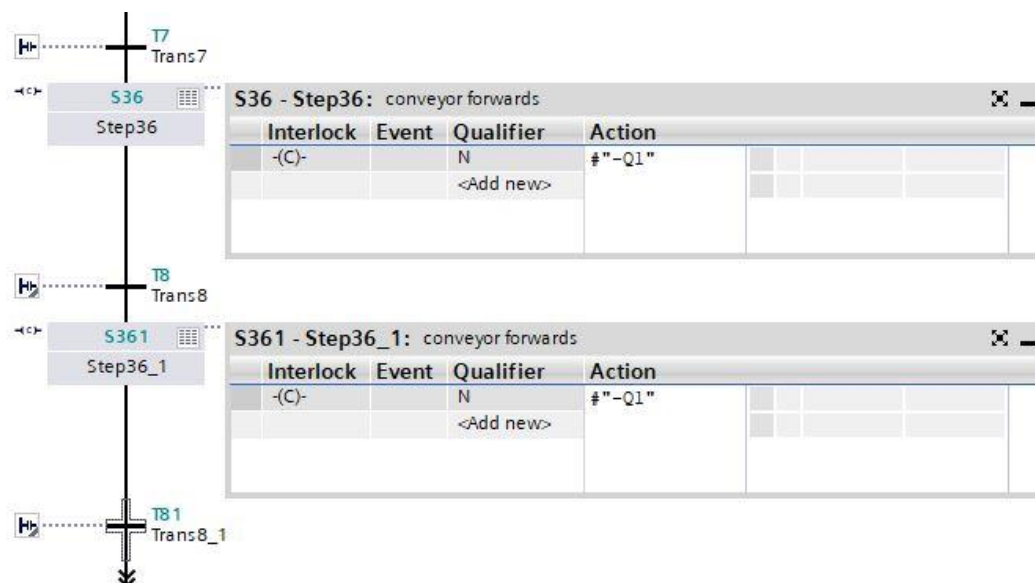 T7
Trans7
S36
Step36
S36 - Step36: conveyor forwards
Interlock Event Qualifier Action
-(C)- N #"-Q1"
<Add new>
T8
Trans8
S361
Step36_1
S361 - Step36_1: conveyor forwards
Interlock Event Qualifier Action
-(C)- N #"-Q1"
<Add new>
T81
Trans8_1